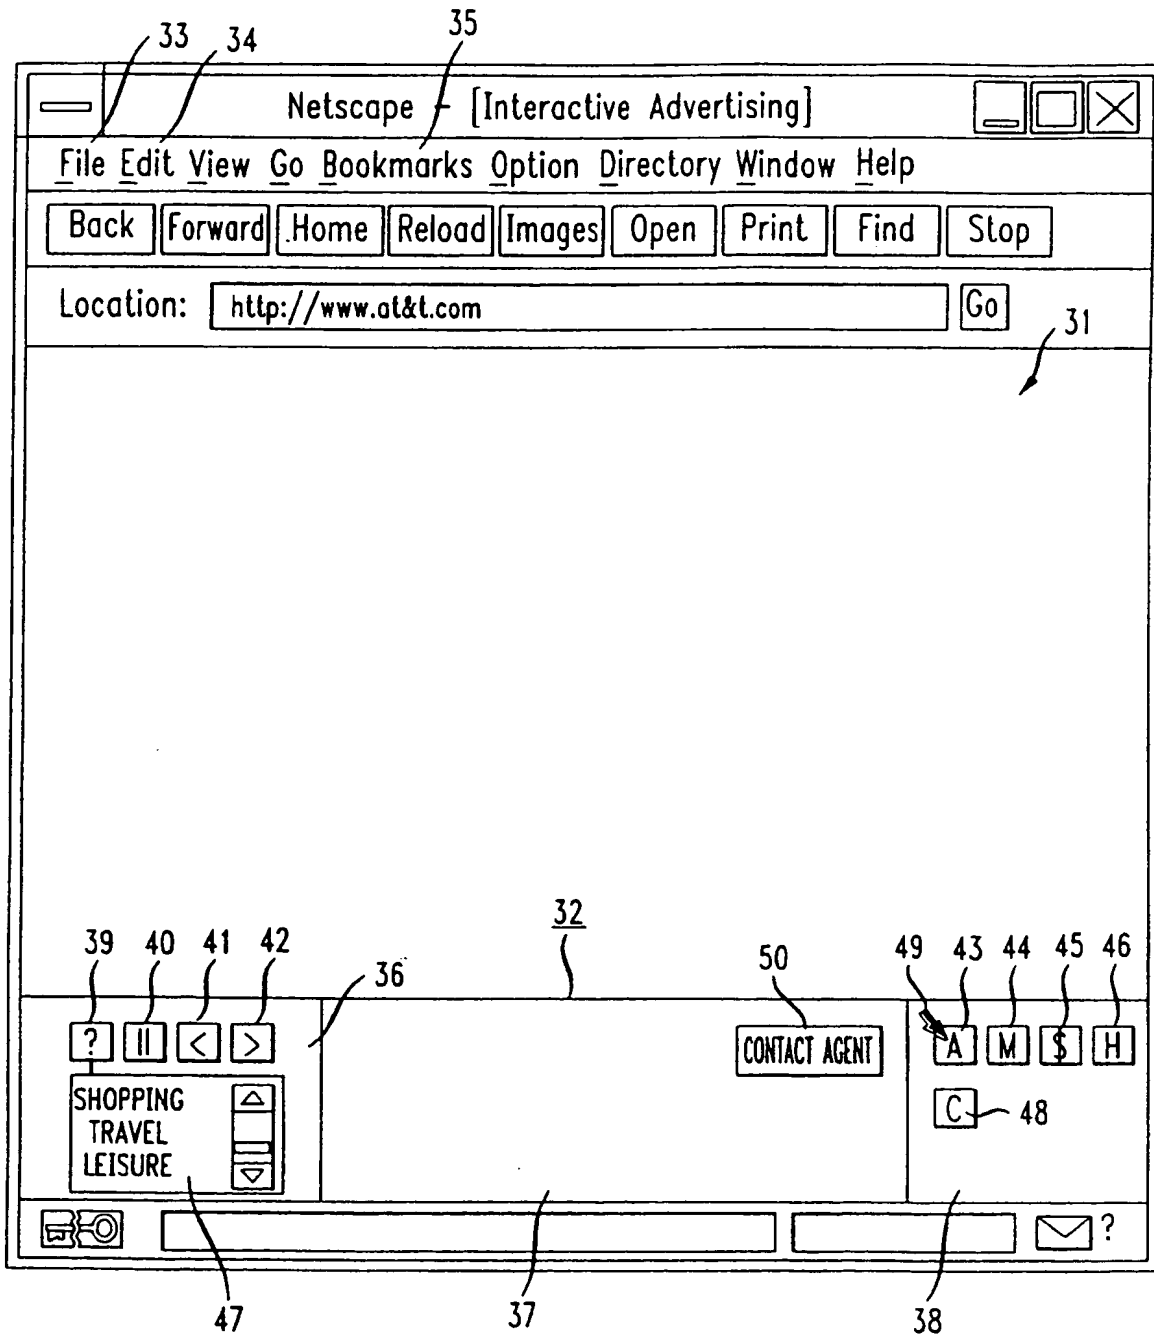 33 34 35
Netscape - [Interactive Advertising]
File Edit View Go Bookmarks Option Directory Window Help
Back Forward Home Reload Images Open Print Find Stop
Location: http://www.at&t.com Go
31
32
39 40 41 42 36 50 49 43 44 45 46
? || < > CONTACT AGENT A M $ H
SHOPPING
TRAVEL
LEISURE
C 48
?
47 37 38